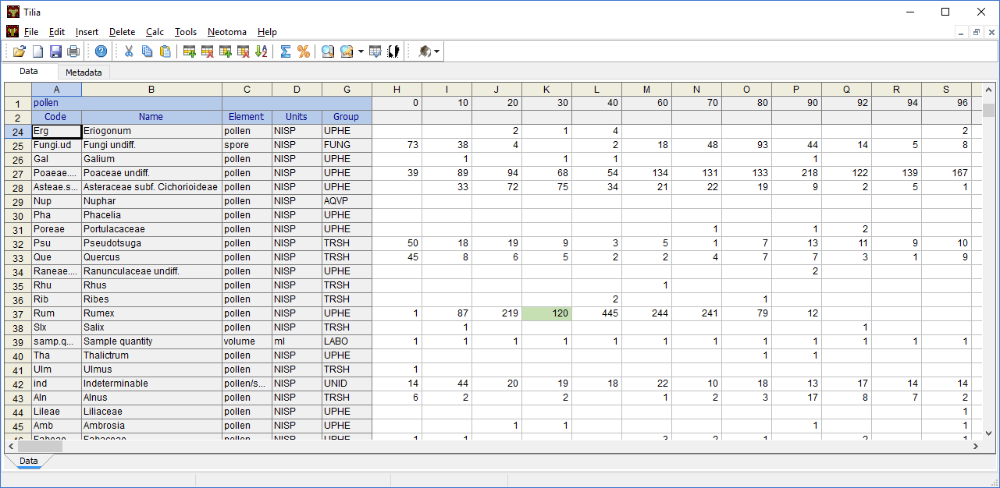 Tilia
File Edit Insert Delete Calc Tools Neotoma Help
Data Metadata
A B C D G H I J K L M N O P Q R S
1 pollen 0 10 20 30 40 60 70 80 90 92 94 96
2 Code Name Element Units Group
24 Erg Eriogonum pollen NISP UPHE 2 1 4 2
25 Fungi.ud Fungi undiff. spore NISP FUNG 73 38 4 2 18 48 93 44 14 5 8
26 Gal Galium pollen NISP UPHE 1 1 1 1
27 Poaeae.... Poaceae undiff. pollen NISP UPHE 39 89 94 68 54 134 131 133 218 122 139 167
28 Asteae.s... Asteraceae subf. Cichorioideae pollen NISP UPHE 33 72 75 34 21 22 19 9 2 5 1
29 Nup Nuphar pollen NISP AQVP
30 Pha Phacelia pollen NISP UPHE
31 Poreae Portulacaceae pollen NISP UPHE 1 1 2
32 Psu Pseudotsuga pollen NISP TRSH 50 18 19 9 3 5 1 7 13 11 9 10
33 Que Quercus pollen NISP TRSH 45 8 6 5 2 2 4 7 7 3 1 9
34 Raneae.... Ranunculaceae undiff. pollen NISP UPHE 2
35 Rhu Rhus pollen NISP TRSH 1
36 Rib Ribes pollen NISP TRSH 2 1
37 Rum Rumex pollen NISP UPHE 1 87 219 120 445 244 241 79 12
38 Slx Salix pollen NISP TRSH 1 1
39 samp.q... Sample quantity volume ml LABO 1 1 1 1 1 1 1 1 1 1 1 1
40 Tha Thalictrum pollen NISP UPHE 1 1
41 Ulm Ulmus pollen NISP TRSH 1
42 ind Indeterminable pollen/s... NISP UNID 14 44 20 19 18 22 10 18 13 17 14 14
43 Aln Alnus pollen NISP TRSH 6 2 2 1 2 3 17 8 7 2
44 Lileae Liliaceae pollen NISP UPHE 1
45 Amb Ambrosia pollen NISP UPHE 1 1 1 1
46 Fabeae Fabaceae pollen NISP UPHE 1 1 3 2 1 2 1
Data